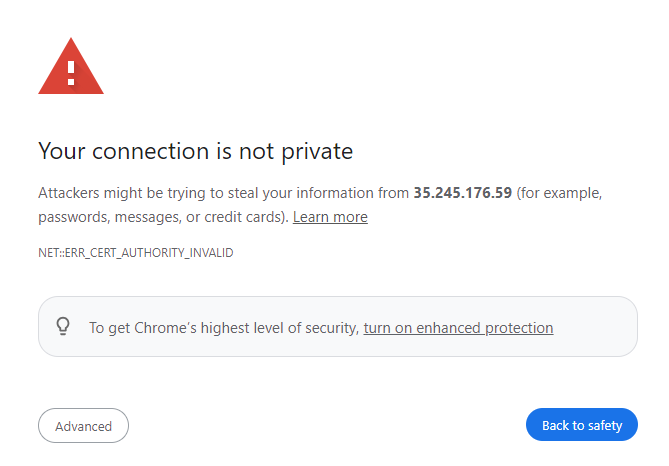 Your connection is not private
Attackers might be trying to steal your information from 35.245.176.59 (for example,
passwords, messages, or credit cards). Learn more
NET::ERR_CERT_AUTHORITY_INVALID
To get Chrome's highest level of security, turn on enhanced protection
Advanced
Back to safety